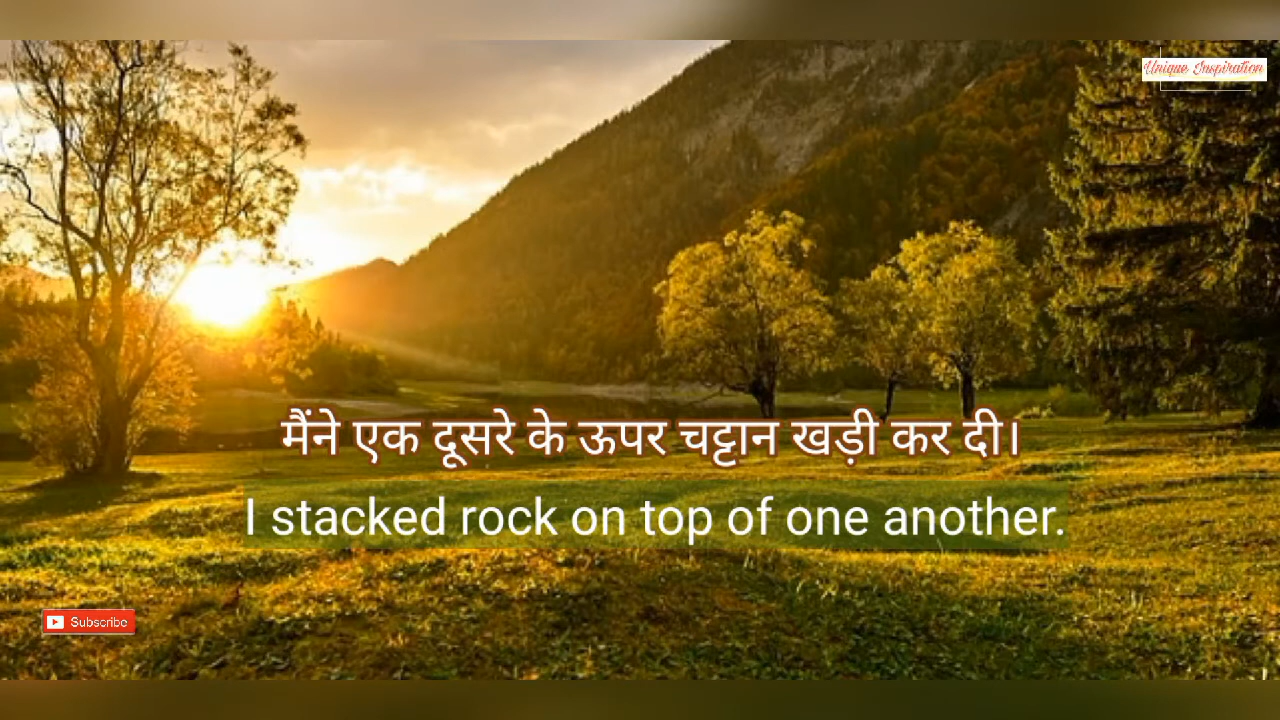 Unique Inspiration
मैंने एक दूसरे के ऊपर चट्टान खड़ी कर दी।
I stacked rock on top of one another.
Subscribe